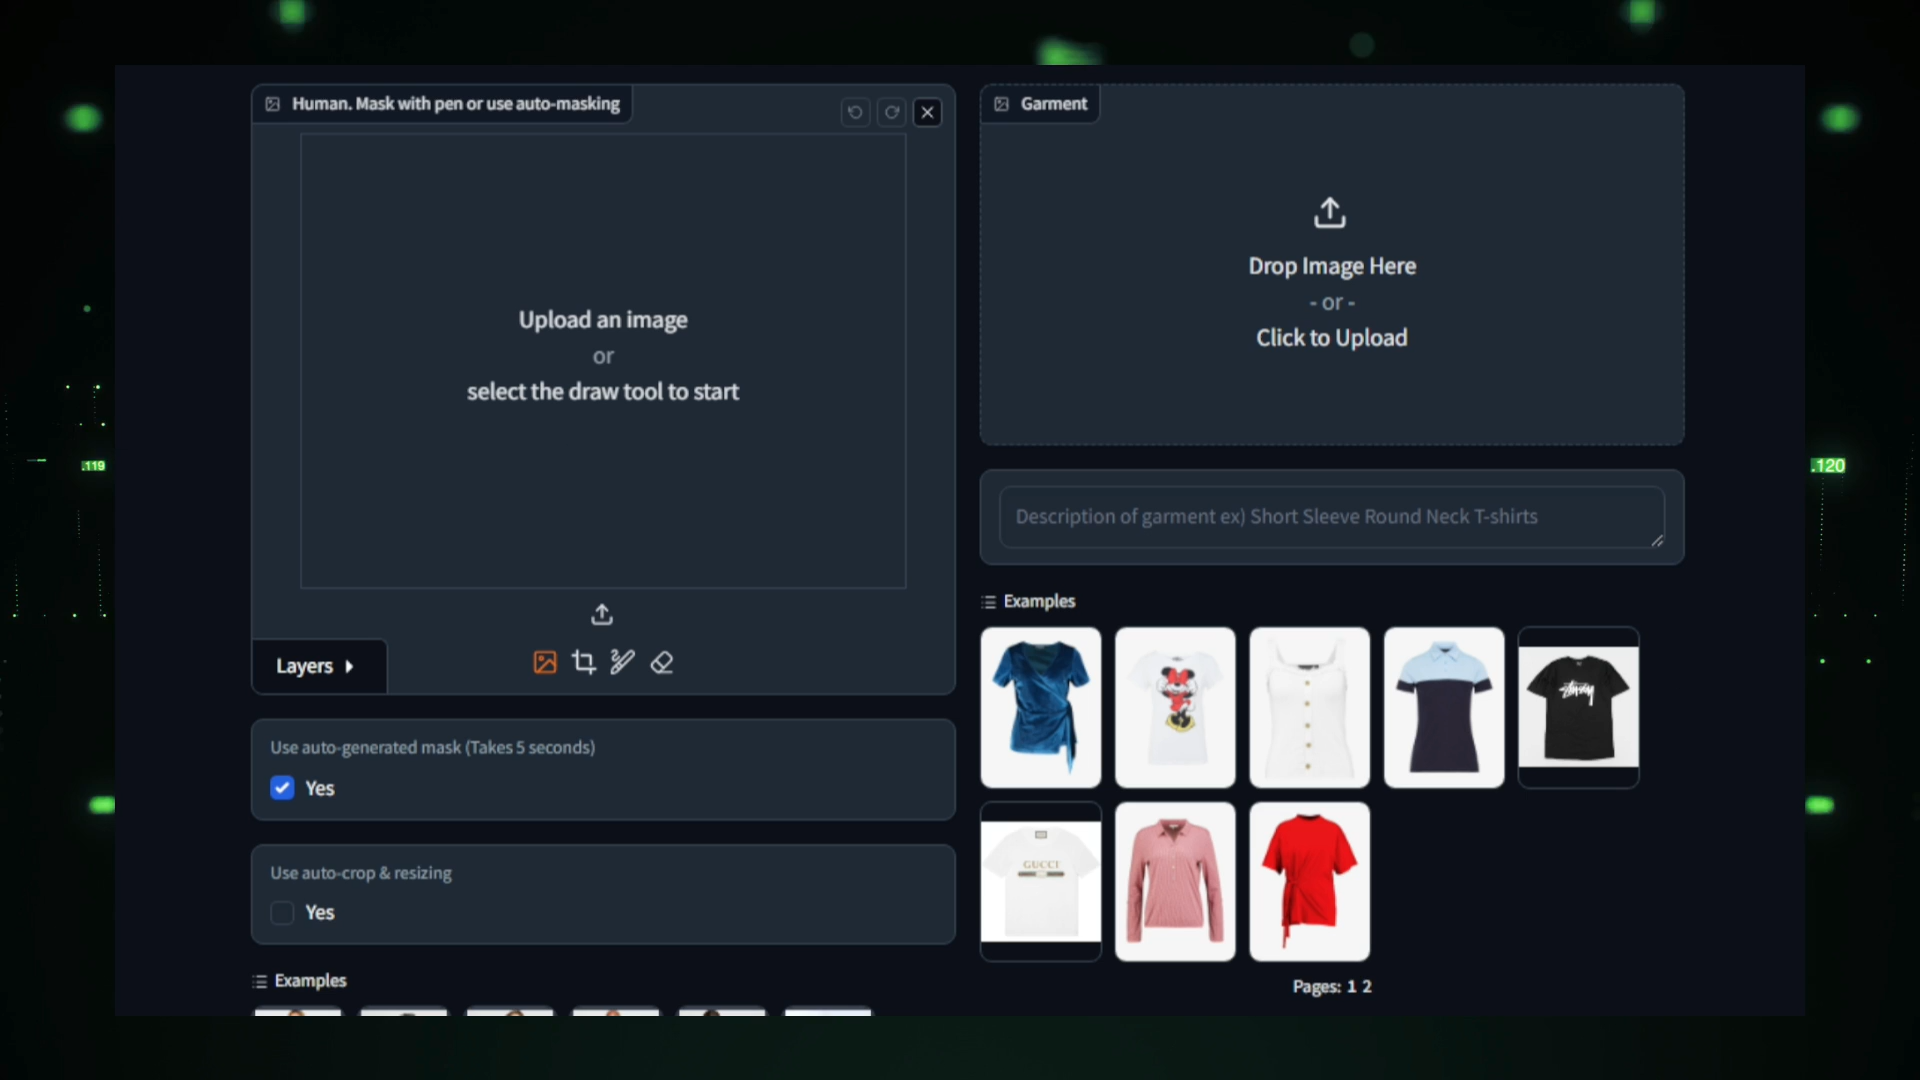 Human. Mask with pen or use auto-masking
Upload an image
or
select the draw tool to start
Layers
Use auto-generated mask (Takes 5 seconds)
Yes
Use auto-crop & resizing
Yes
Examples
Garment
Drop Image Here
- or -
Click to Upload
Description of garment ex) Short Sleeve Round Neck T-shirts
Examples
Stüssy
GUCCI
Pages: 1 2
.119
.120